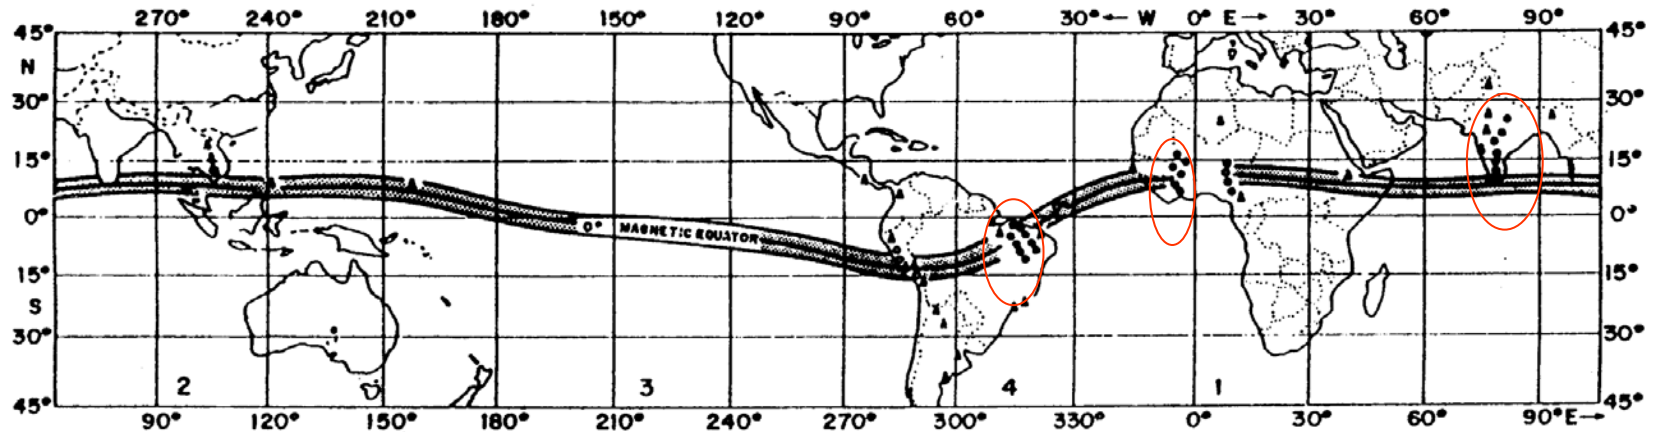 270° 240° 210° 180° 150° 120° 90° 60° 30° ← W 0° E → 30° 60° 90°
45° 45°
N
30° 30°
15° 15°
0° 0°
0° MAGNETIC EQUATOR
15° 15°
S
30° 30°
2 3 4 1
45° 45°
90° 120° 150° 180° 210° 240° 270° 300° 330° 0° 30° 60° 90° E→